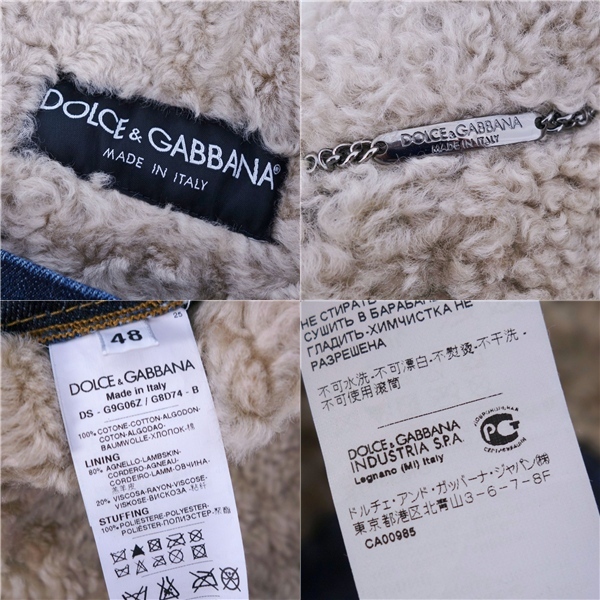 DOLCE & GABBANA®
MADE IN ITALY
DOLCE & GABBANA
MADE IN ITALY
25
48
DOLCE & GABBANA
Made in Italy
DS - G9G06Z / G8D74 - B
100% COTONE-COTTON-ALGODON-
COTON-ALGODAO-
BAUMWOLLE-ХЛОПОК-棉
LINING
80% AGNELLO-LAMBSKIN-
CORDERO-AGNEAU-
CORDEIRO-LAMMFELL-
羔羊皮
20% VISCOSA-RAYON-VISCOSE-
VISKOSE-ВИСКОЗА-粘纤
STUFFING
100% POLIESTERE-POLYESTER-
POLIESTER-ПОЛИЭСТЕР-聚酯
НЕ СТИРАТЬ
СУШИТЬ В БАРАБАНЕ
ГЛАДИТЬ-ХИМЧИСТКА НЕ
РАЗРЕШЕНА
不可水洗-不可漂白-不熨烫-不干洗-
不可使用滚筒
DOLCE & GABBANA
INDUSTRIA S.P.A.
Legnano (Mi) Italy
РСТ
ドルチェ・アンド・ガッバーナ・ジャパン㈱
東京都港区北青山3-6-7-8F
CA00985